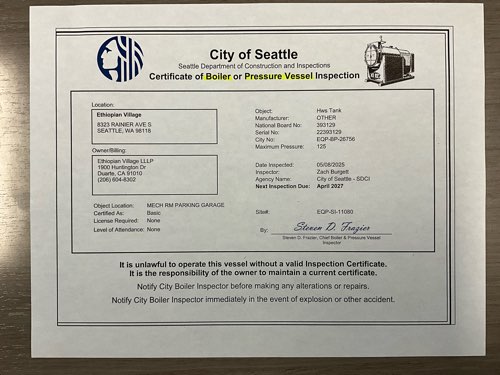 City of Seattle
Seattle Department of Construction and Inspections
Certificate of Boiler or Pressure Vessel Inspection
Location:
Ethiopian Village
8323 RAINIER AVE S
SEATTLE, WA 98118
Owner/Billing:
Ethiopian Village LLLP
1900 Huntington Dr
Duarte, CA 91010
(206) 604-8302
Object Location: MECH RM PARKING GARAGE
Certified As: Basic
License Required: None
Level of Attendance: None
Object: Hws Tank
Manufacturer: OTHER
National Board No: 393129
Serial No: 22393129
City No: EQP-BP-26756
Maximum Pressure: 125
Date Inspected: 05/08/2025
Inspector: Zach Burgett
Agency Name: City of Seattle - SDCI
Next Inspection Due: April 2027
Site#: EQP-SI-11080
By: Steven D. Frazier
Steven D. Frazier, Chief Boiler & Pressure Vessel
Inspector
It is unlawful to operate this vessel without a valid Inspection Certificate.
It is the responsibility of the owner to maintain a current certificate.
Notify City Boiler Inspector before making any alterations or repairs.
Notify City Boiler Inspector immediately in the event of explosion or other accident.